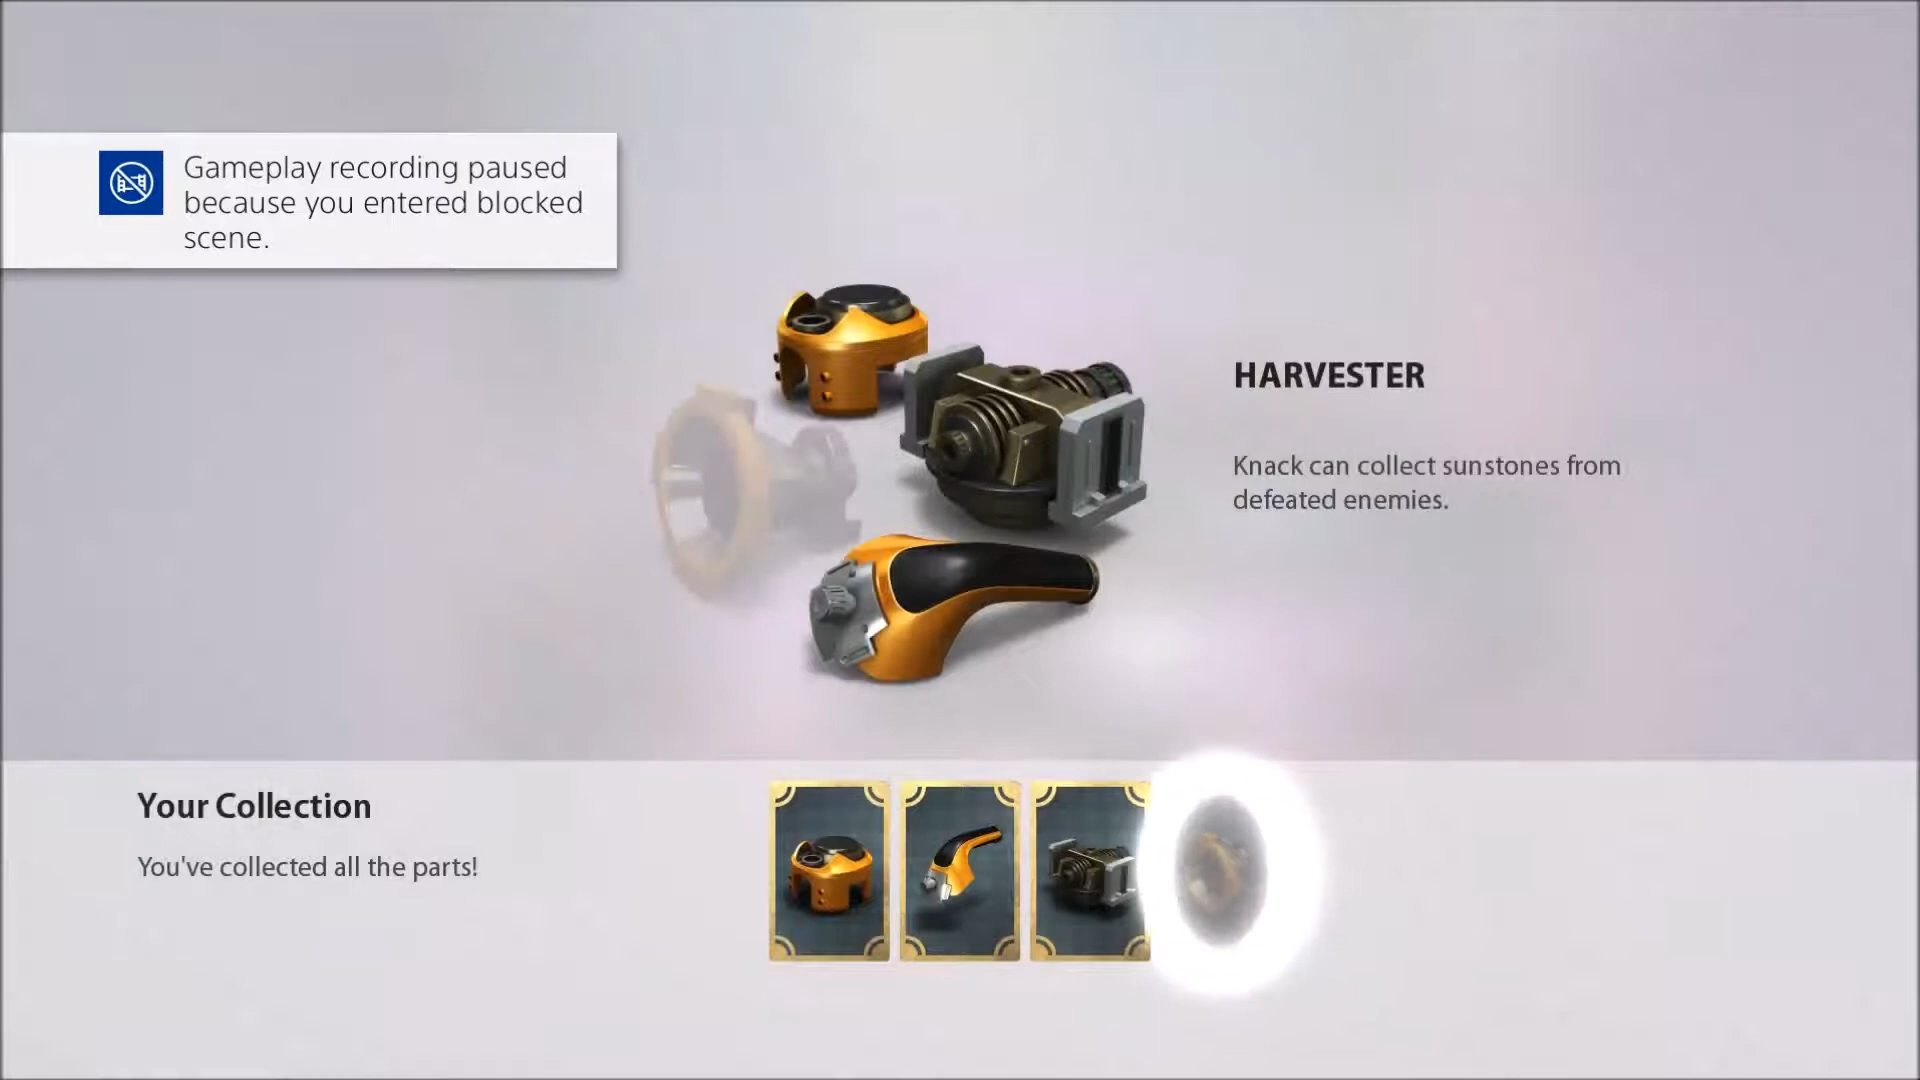 Gameplay recording paused
because you entered blocked
scene.
HARVESTER
Knack can collect sunstones from
defeated enemies.
Your Collection
You've collected all the parts!